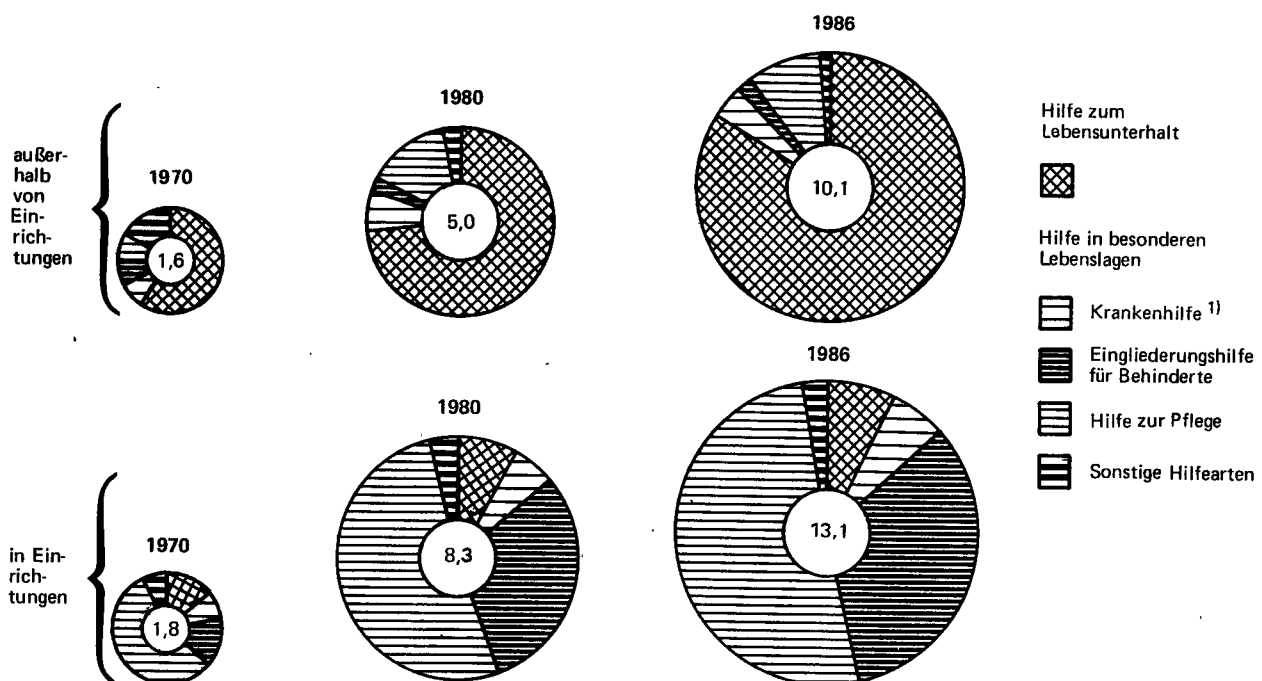 außer-
halb
von
Ein-
rich-
tungen
1970
1,6
1980
5,0
1986
10,1
in Ein-
rich-
tungen
1970
1,8
1980
8,3
1986
13,1
Hilfe zum
Lebensunterhalt
Hilfe in besonderen
Lebenslagen
Krankenhilfe 1)
Eingliederungshilfe
für Behinderte
Hilfe zur Pflege
Sonstige Hilfearten